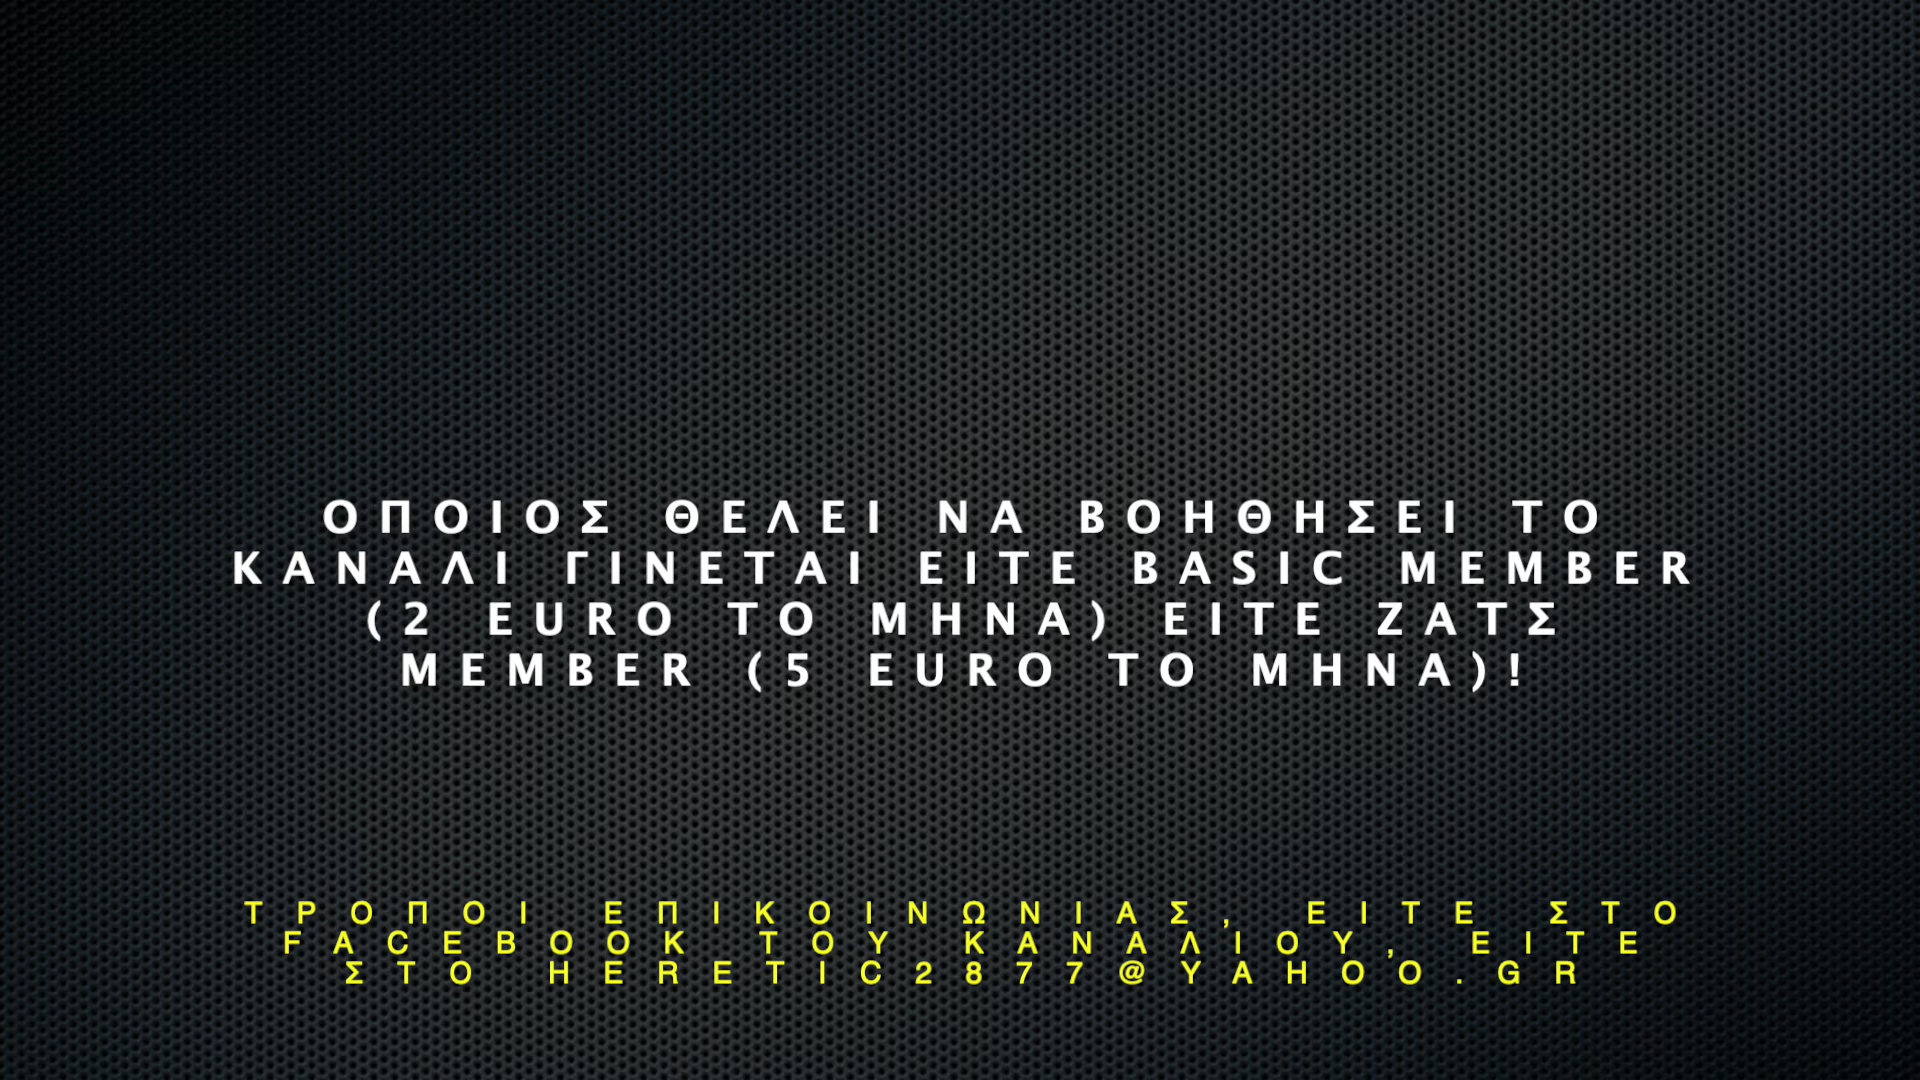 ΟΠΟΙΟΣ ΘΕΛΕΙ ΝΑ ΒΟΗΘΗΣΕΙ ΤΟ
ΚΑΝΑΛΙ ΓΙΝΕΤΑΙ ΕΙΤΕ BASIC MEMBER
(2 EURO ΤΟ ΜΗΝΑ) ΕΙΤΕ ΖΑΤΣ
MEMBER (5 EURO ΤΟ ΜΗΝΑ)!
ΤΡΟΠΟΙ ΕΠΙΚΟΙΝΩΝΙΑΣ, ΕΙΤΕ ΣΤΟ
FACEBOOK ΤΟΥ ΚΑΝΑΛΙΟΥ, ΕΙΤΕ
ΣΤΟ HERETIC2877@YAHOO.GR